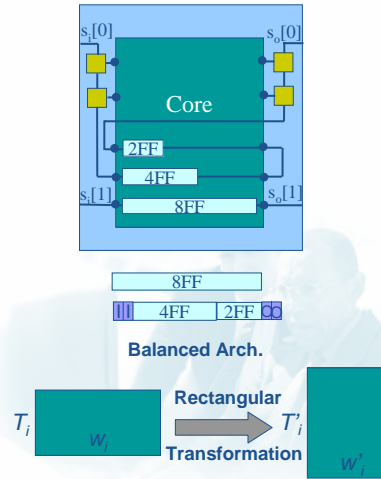 sᵢ[0] sₒ[0]
Core
2FF
4FF
sᵢ[1] sₒ[1]
8FF
8FF
I I 4FF 2FF O O
Balanced Arch.
Rectangular
Tᵢ T'ᵢ
wᵢ
Transformation
w'ᵢ